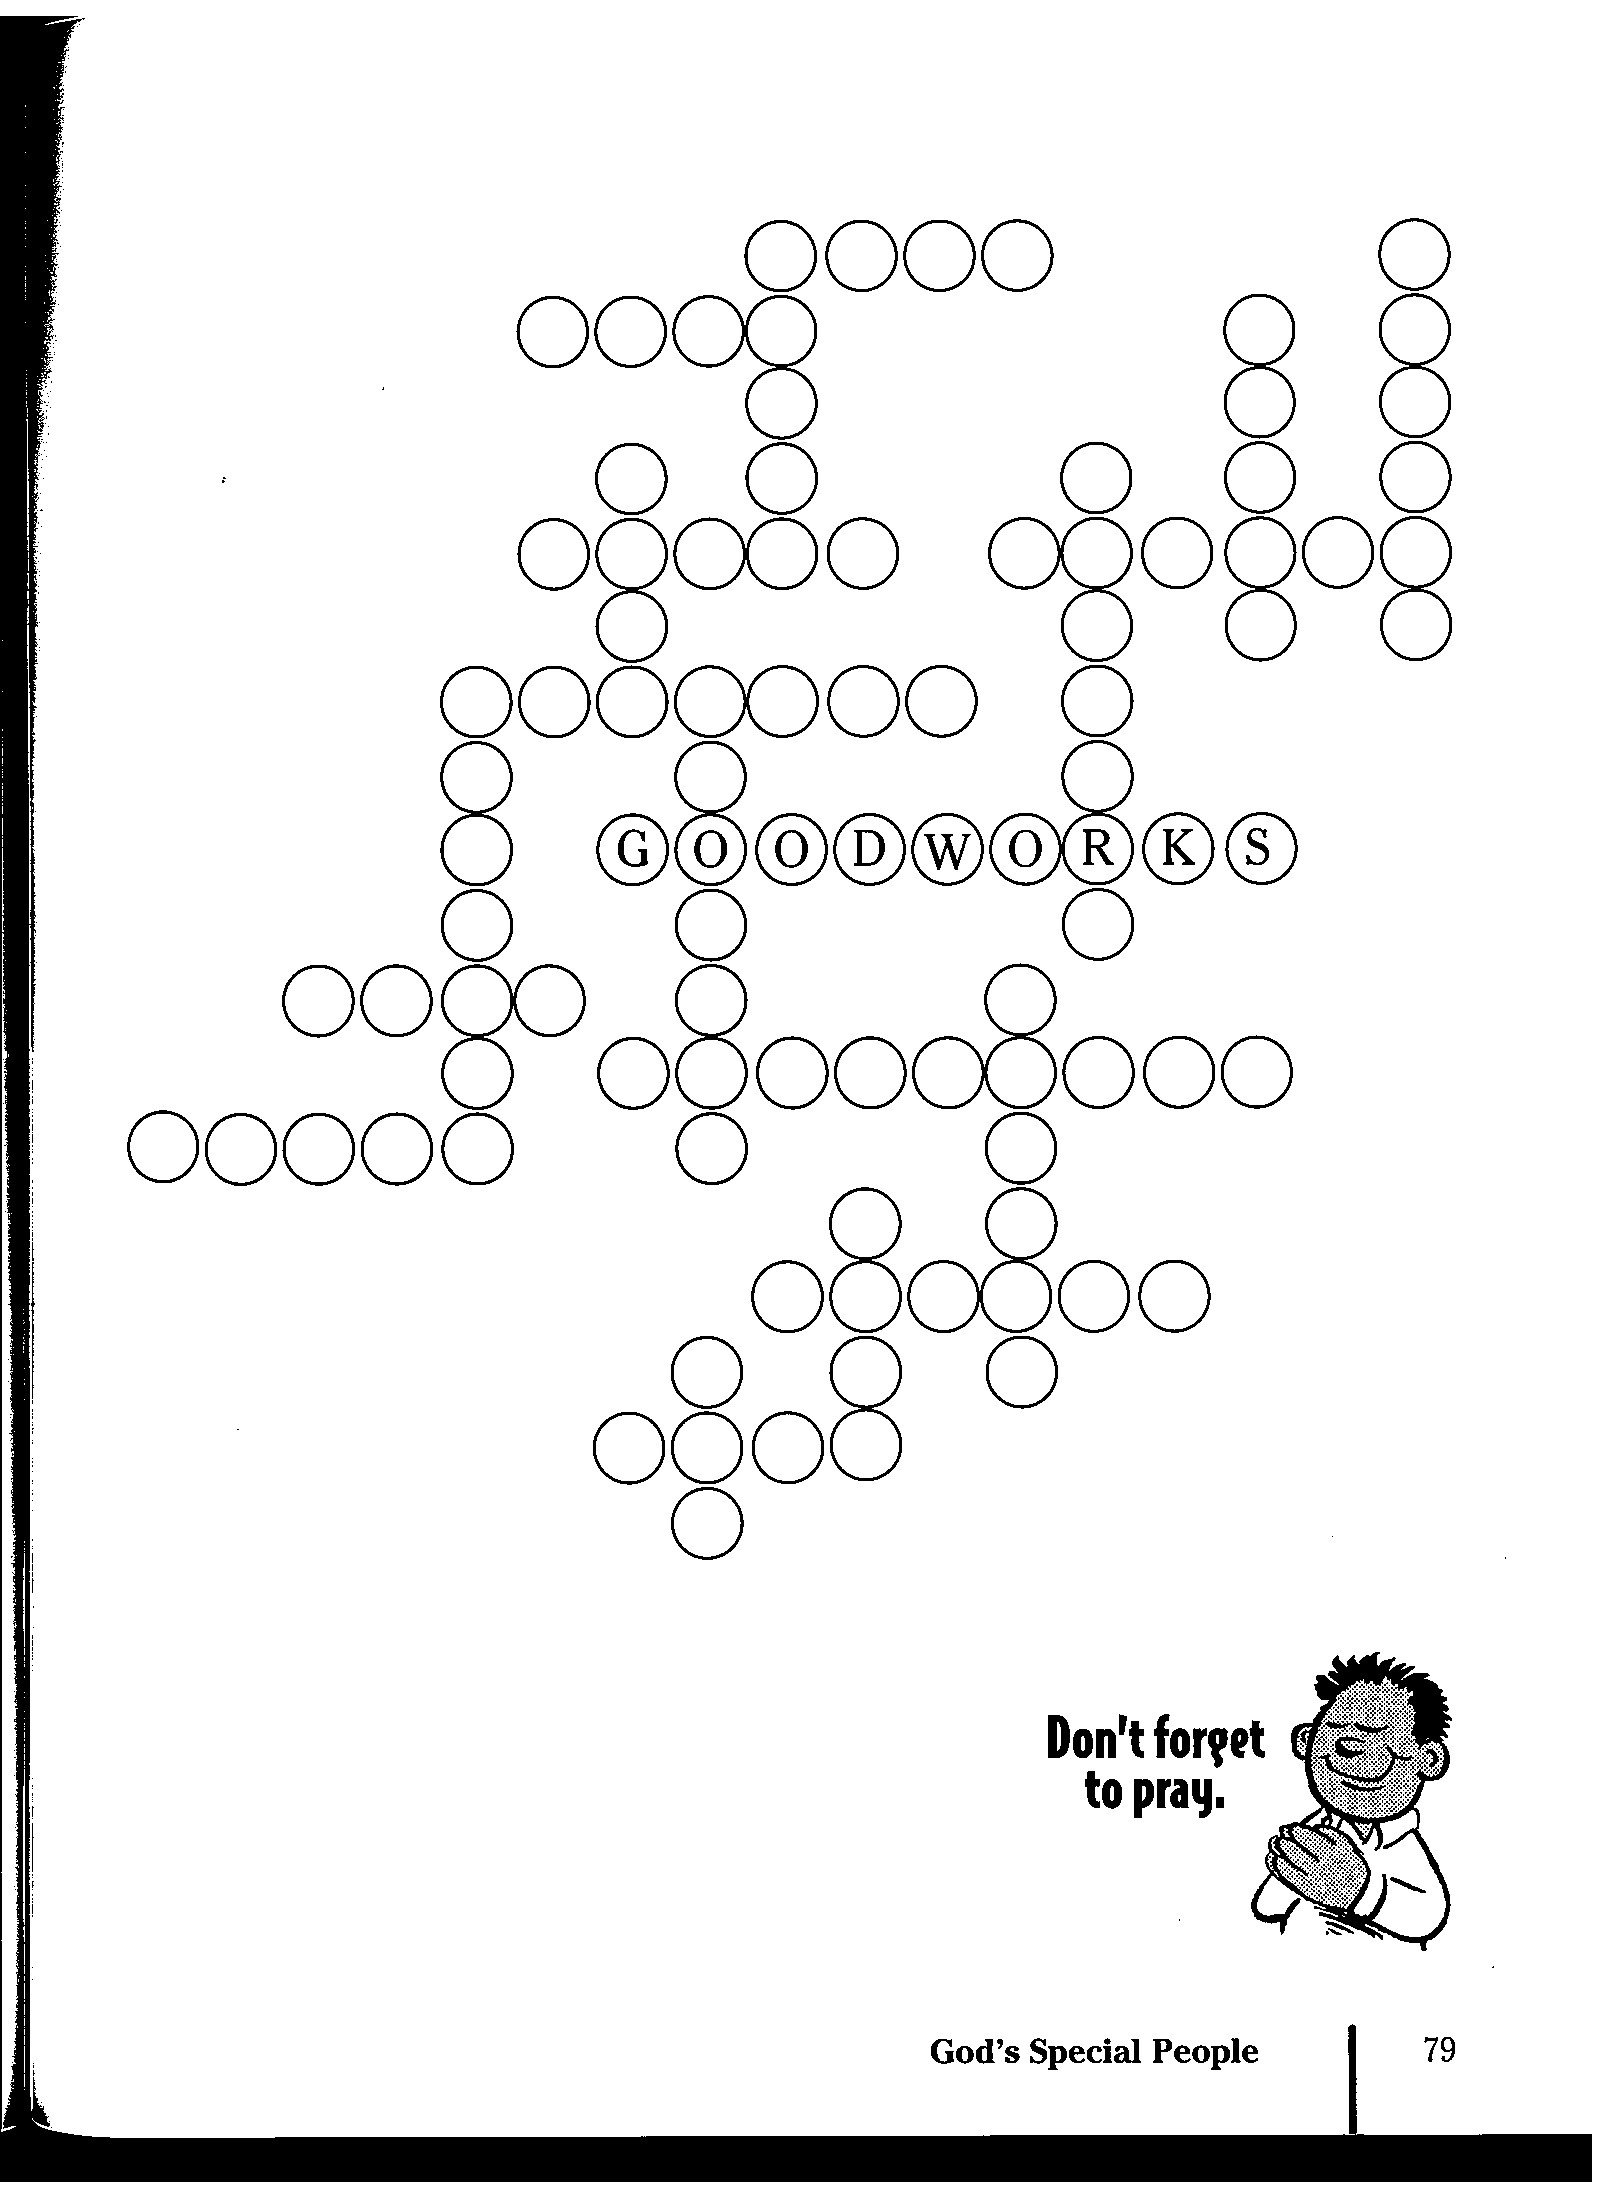 GOODWORKS
Don't forget
to pray.
God's Special People
79